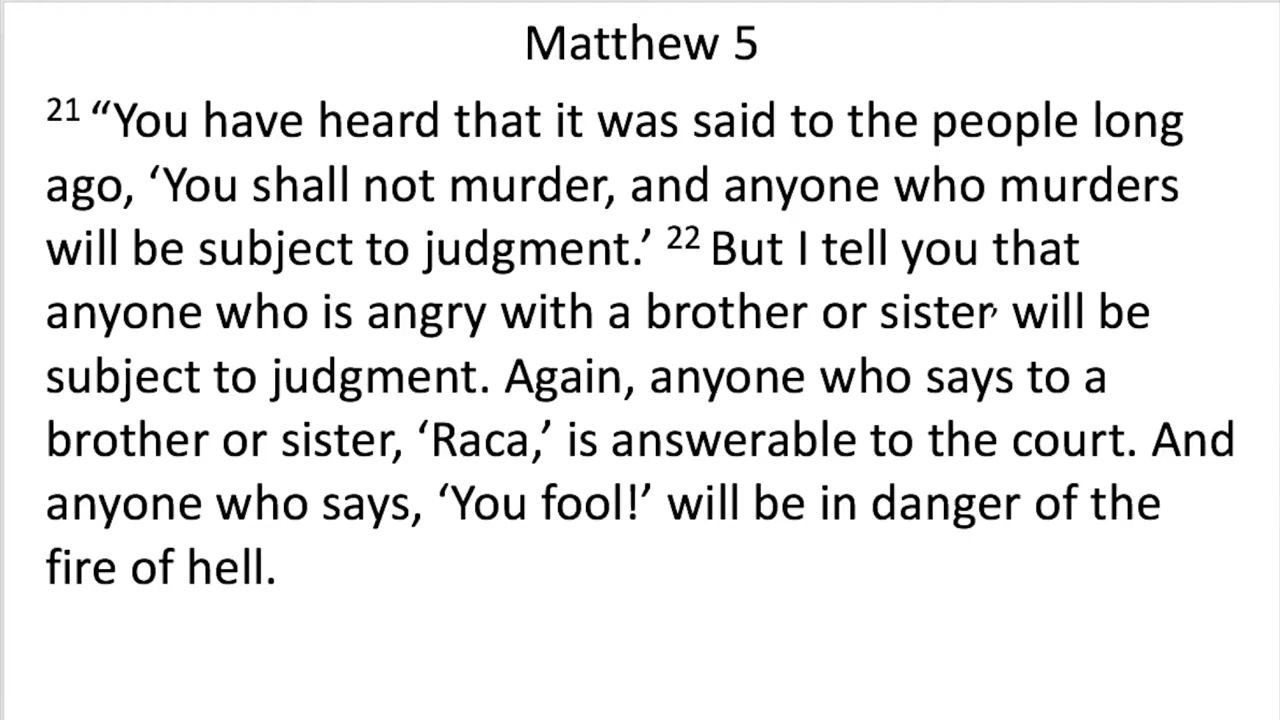 Matthew 5
21 “You have heard that it was said to the people long
ago, ‘You shall not murder, and anyone who murders
will be subject to judgment.’ 22 But I tell you that
anyone who is angry with a brother or sister will be
subject to judgment. Again, anyone who says to a
brother or sister, ‘Raca,’ is answerable to the court. And
anyone who says, ‘You fool!’ will be in danger of the
fire of hell.